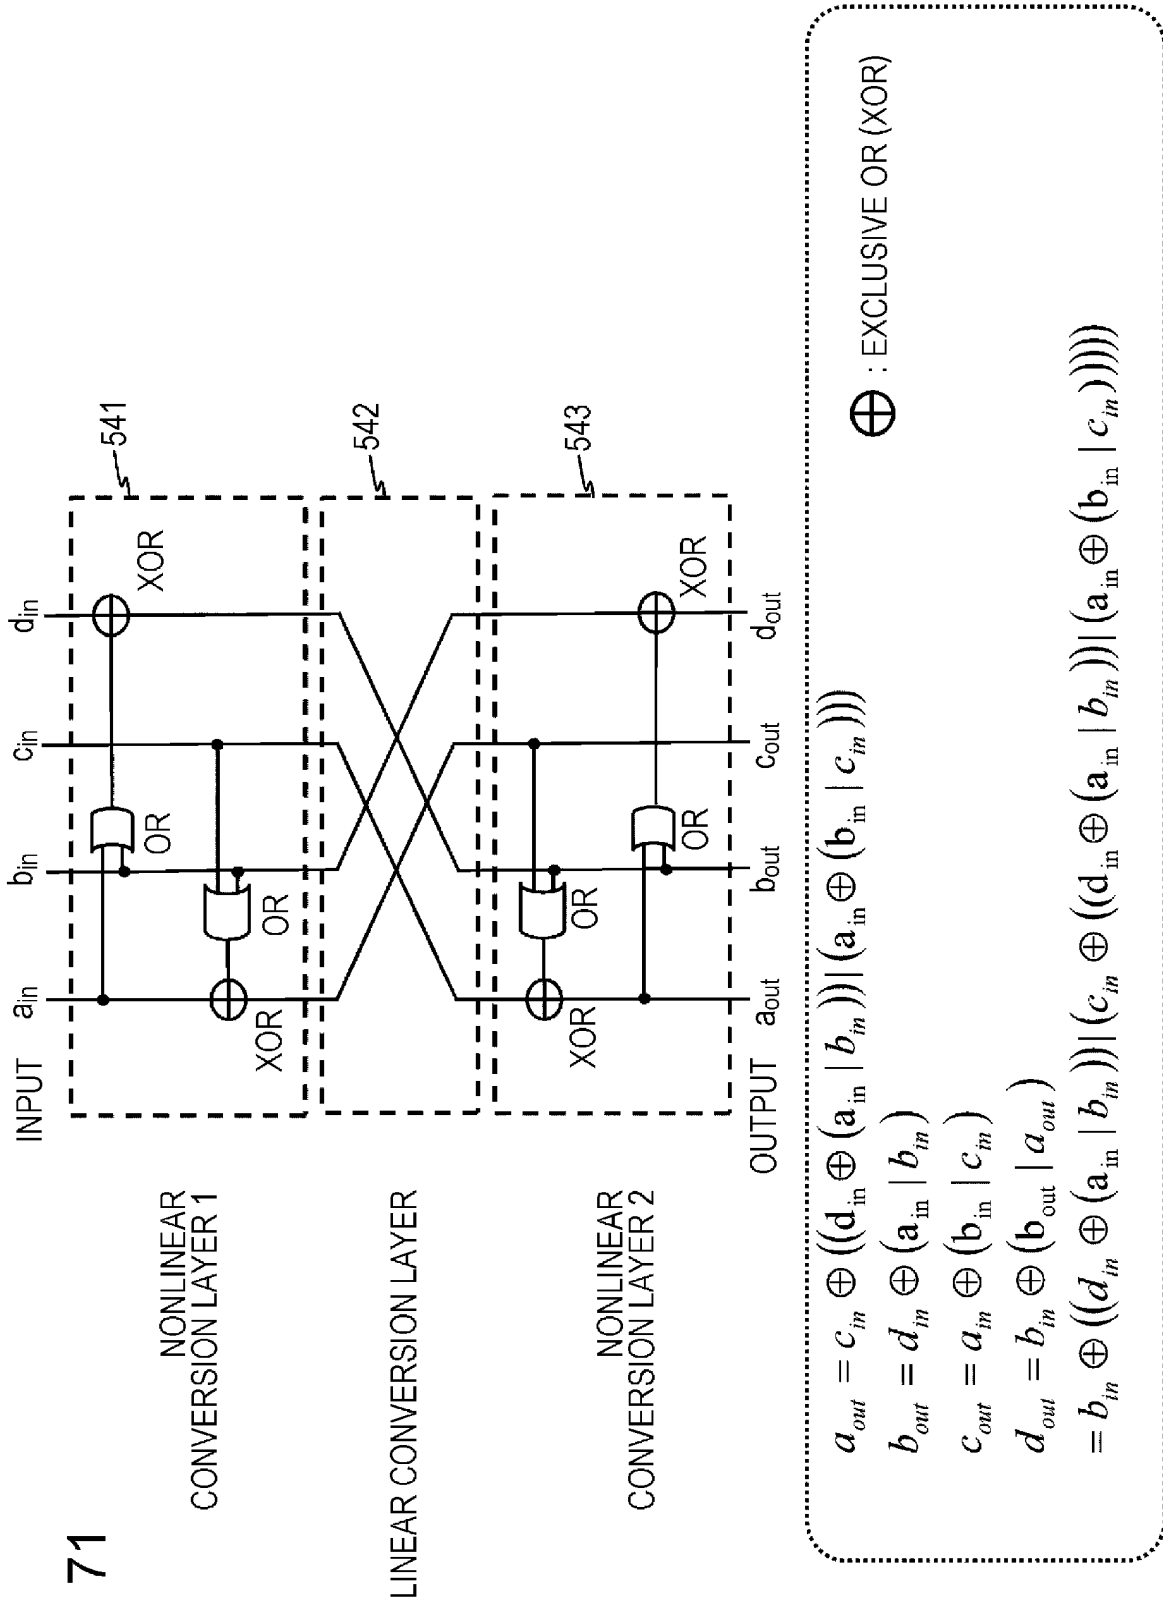 71
INPUT
a_in
b_in
c_in
d_in
NONLINEAR
CONVERSION LAYER 1
OR
XOR
XOR
OR
541
LINEAR CONVERSION LAYER
542
NONLINEAR
CONVERSION LAYER 2
XOR
OR
OR
XOR
543
OUTPUT
a_out
b_out
c_out
d_out
a_out = c_in ⊕ ((d_in ⊕ (a_in | b_in)) | (a_in ⊕ (b_in | c_in)))
b_out = d_in ⊕ (a_in | b_in)
c_out = a_in ⊕ (b_in | c_in)
d_out = b_in ⊕ (b_out | a_out)
= b_in ⊕ ((d_in ⊕ (a_in | b_in)) | (c_in ⊕ ((d_in ⊕ (a_in | b_in)) | (a_in ⊕ (b_in | c_in)))))
⊕ : EXCLUSIVE OR (XOR)